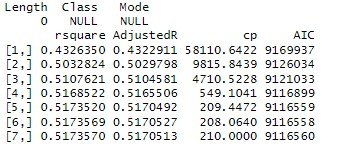 Length Class Mode
0 NULL NULL
rsquare AdjustedR cp AIC
[1,] 0.4326350 0.4322911 58110.6422 9169937
[2,] 0.5032824 0.5029798 9815.8439 9126034
[3,] 0.5107621 0.5104581 4710.5228 9121033
[4,] 0.5168522 0.5165506 549.1041 9116899
[5,] 0.5173520 0.5170492 209.4472 9116559
[6,] 0.5173569 0.5170527 208.0640 9116558
[7,] 0.5173570 0.5170513 210.0000 9116560